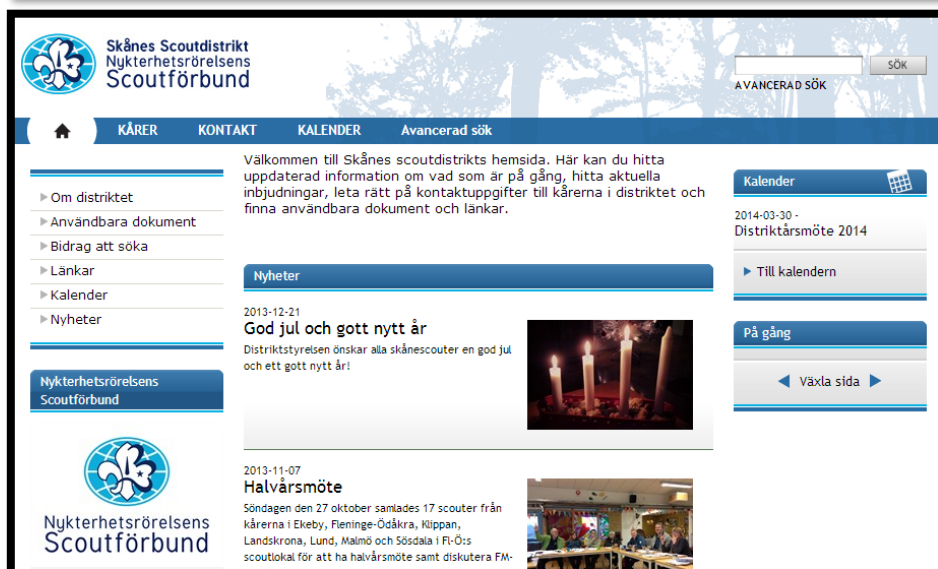 Skånes Scoutdistrikt
Nykterhetsrörelsens
Scoutförbund
SÖK
AVANCERAD SÖK
KÅRER KONTAKT KALENDER Avancerad sök
Om distriktet
Användbara dokument
Bidrag att söka
Länkar
Kalender
Nyheter
Nykterhetsrörelsens
Scoutförbund
Nykterhetsrörelsens
Scoutförbund
Välkommen till Skånes scoutdistrikts hemsida. Här kan du hitta
uppdaterad information om vad som är på gång, hitta aktuella
inbjudningar, leta rätt på kontaktuppgifter till kårerna i distriktet och
finna användbara dokument och länkar.
Nyheter
2013-12-21
God jul och gott nytt år
Distriktstyrelsen önskar alla skånescouter en god jul
och ett gott nytt år!
2013-11-07
Halvårsmöte
Söndagen den 27 oktober samlades 17 scouter från
kårerna i Ekeby, Fleninge-Ödåkra, Klippan,
Landskrona, Lund, Malmö och Sösdala i Fl-Ö:s
scoutlokal för att ha halvårsmöte samt diskutera FM-
Kalender
2014-03-30 -
Distriktårsmöte 2014
Till kalendern
På gång
Växla sida